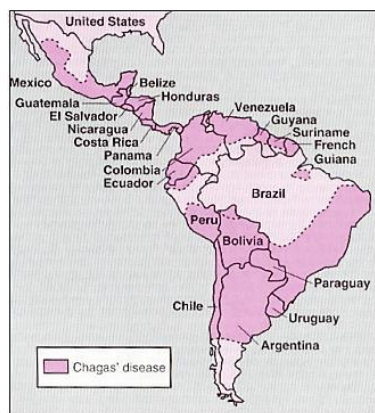 United States
Mexico
Belize
Guatemala
Honduras
El Salvador
Nicaragua
Costa Rica
Panama
Colombia
Ecuador
Venezuela
Guyana
Suriname
French
Guiana
Brazil
Peru
Bolivia
Paraguay
Chile
Uruguay
Argentina
Chagas' disease